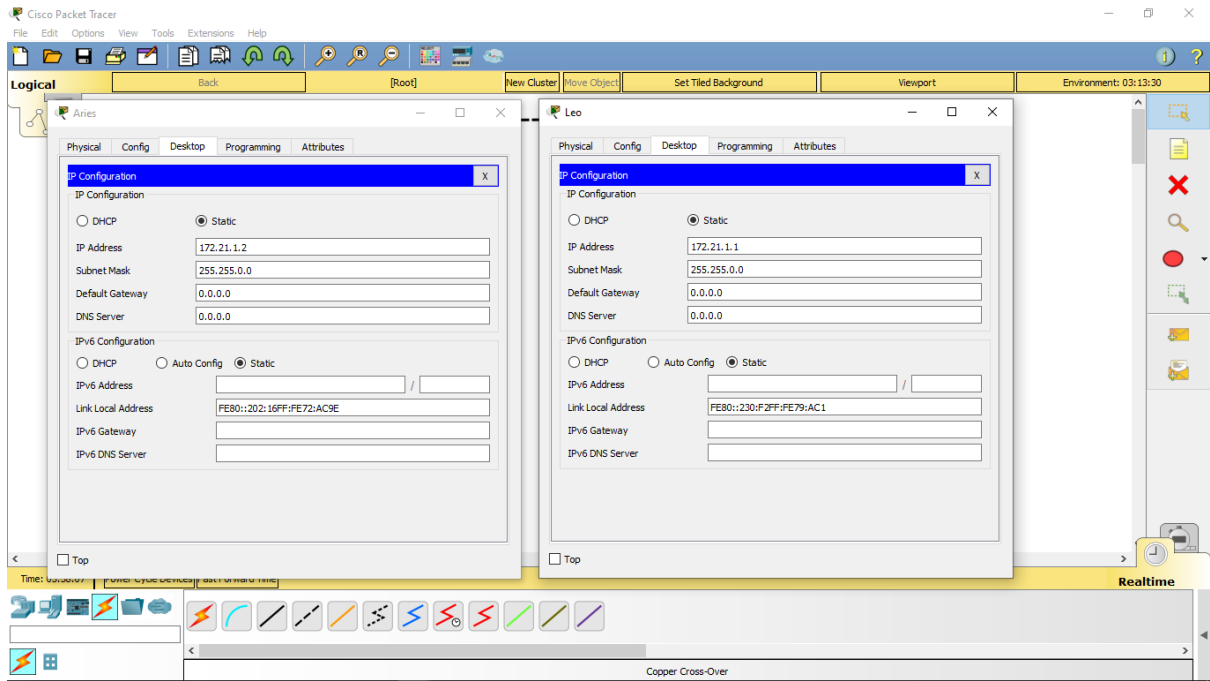 Cisco Packet Tracer
File Edit Options View Tools Extensions Help
Logical Back [Root] New Cluster Move Object Set Tiled Background Viewport Environment: 03:13:30
Aries
Physical Config Desktop Programming Attributes
IP Configuration X
IP Configuration
DHCP Static
IP Address 172.21.1.2
Subnet Mask 255.255.0.0
Default Gateway 0.0.0.0
DNS Server 0.0.0.0
IPv6 Configuration
DHCP Auto Config Static
IPv6 Address /
Link Local Address FE80::202:16FF:FE72:AC9E
IPv6 Gateway
IPv6 DNS Server
Top
Leo
Physical Config Desktop Programming Attributes
IP Configuration X
IP Configuration
DHCP Static
IP Address 172.21.1.1
Subnet Mask 255.255.0.0
Default Gateway 0.0.0.0
DNS Server 0.0.0.0
IPv6 Configuration
DHCP Auto Config Static
IPv6 Address /
Link Local Address FE80::230:F2FF:FE79:AC1
IPv6 Gateway
IPv6 DNS Server
Top
Time: Power Cycle Devices Fast Forward Time
Realtime
Copper Cross-Over